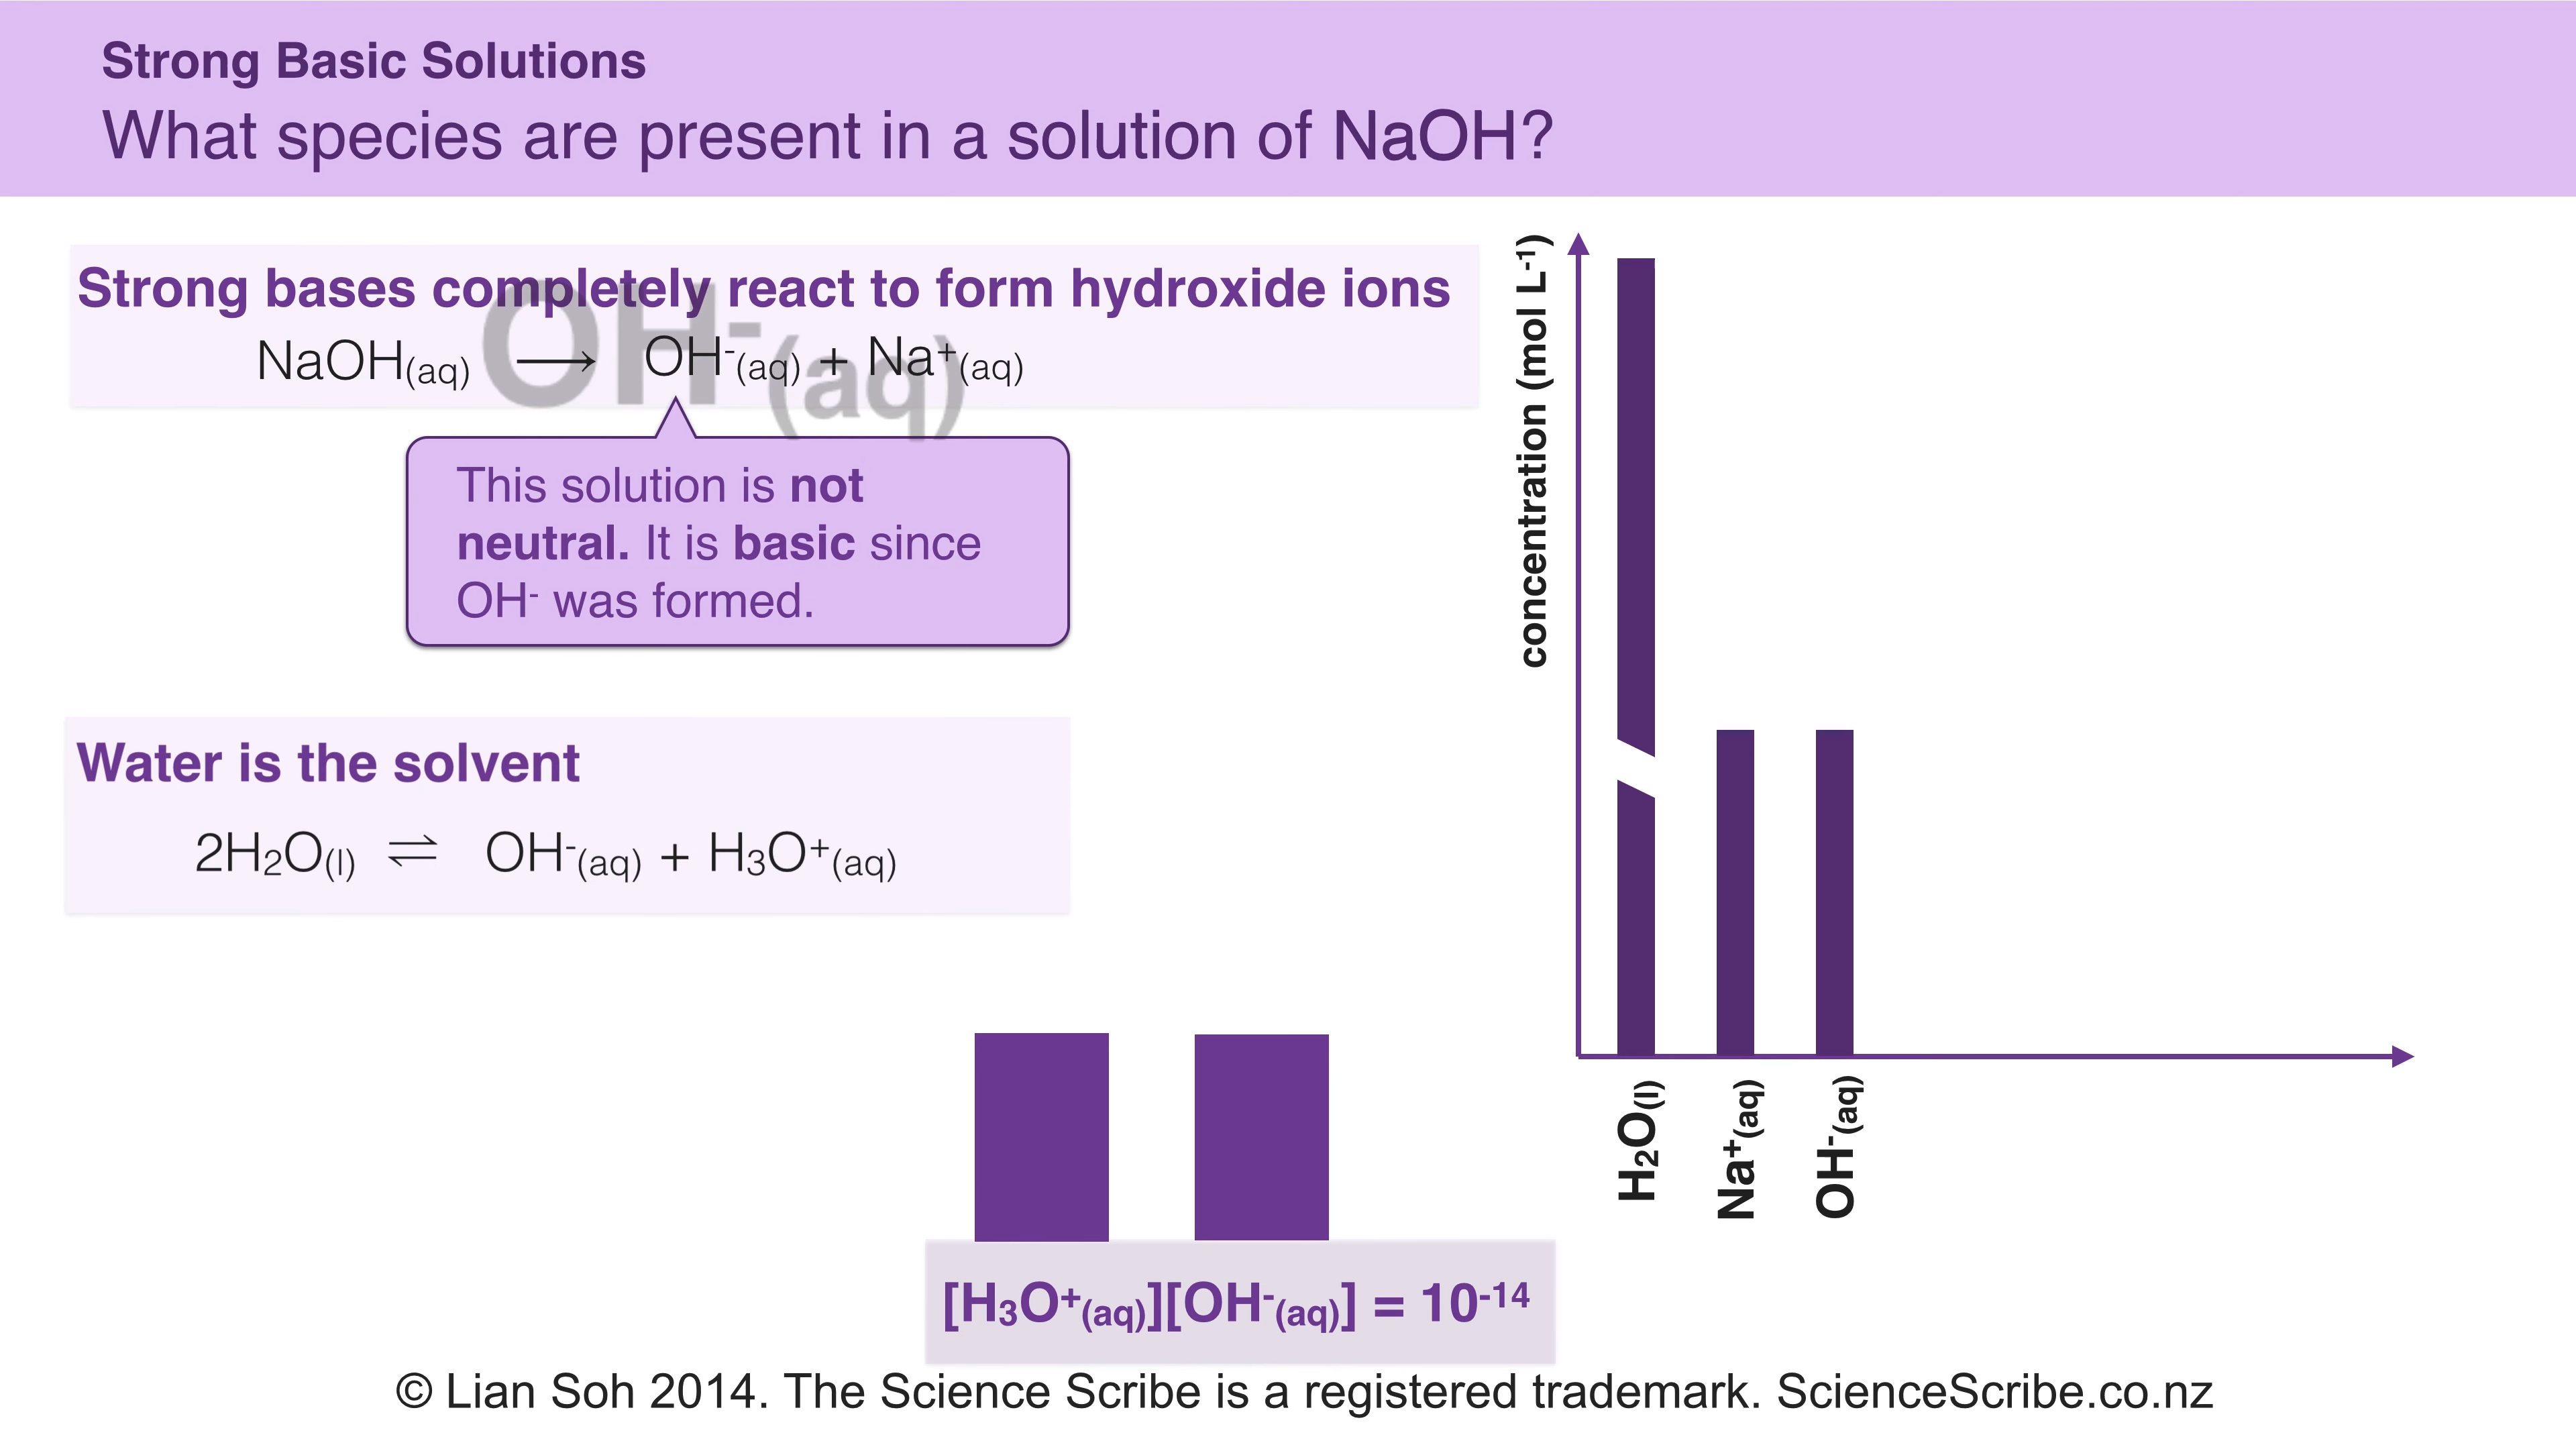 Strong Basic Solutions
What species are present in a solution of NaOH?
Strong bases completely react to form hydroxide ions
NaOH(aq) ⟶ OH⁻(aq) + Na⁺(aq)
OH⁻(aq)
This solution is not
neutral. It is basic since
OH⁻ was formed.
Water is the solvent
2H₂O(l) ⇌ OH⁻(aq) + H₃O⁺(aq)
[H₃O⁺(aq)][OH⁻(aq)] = 10⁻¹⁴
concentration (mol L⁻¹)
H₂O(l)
Na⁺(aq)
OH⁻(aq)
© Lian Soh 2014. The Science Scribe is a registered trademark. ScienceScribe.co.nz